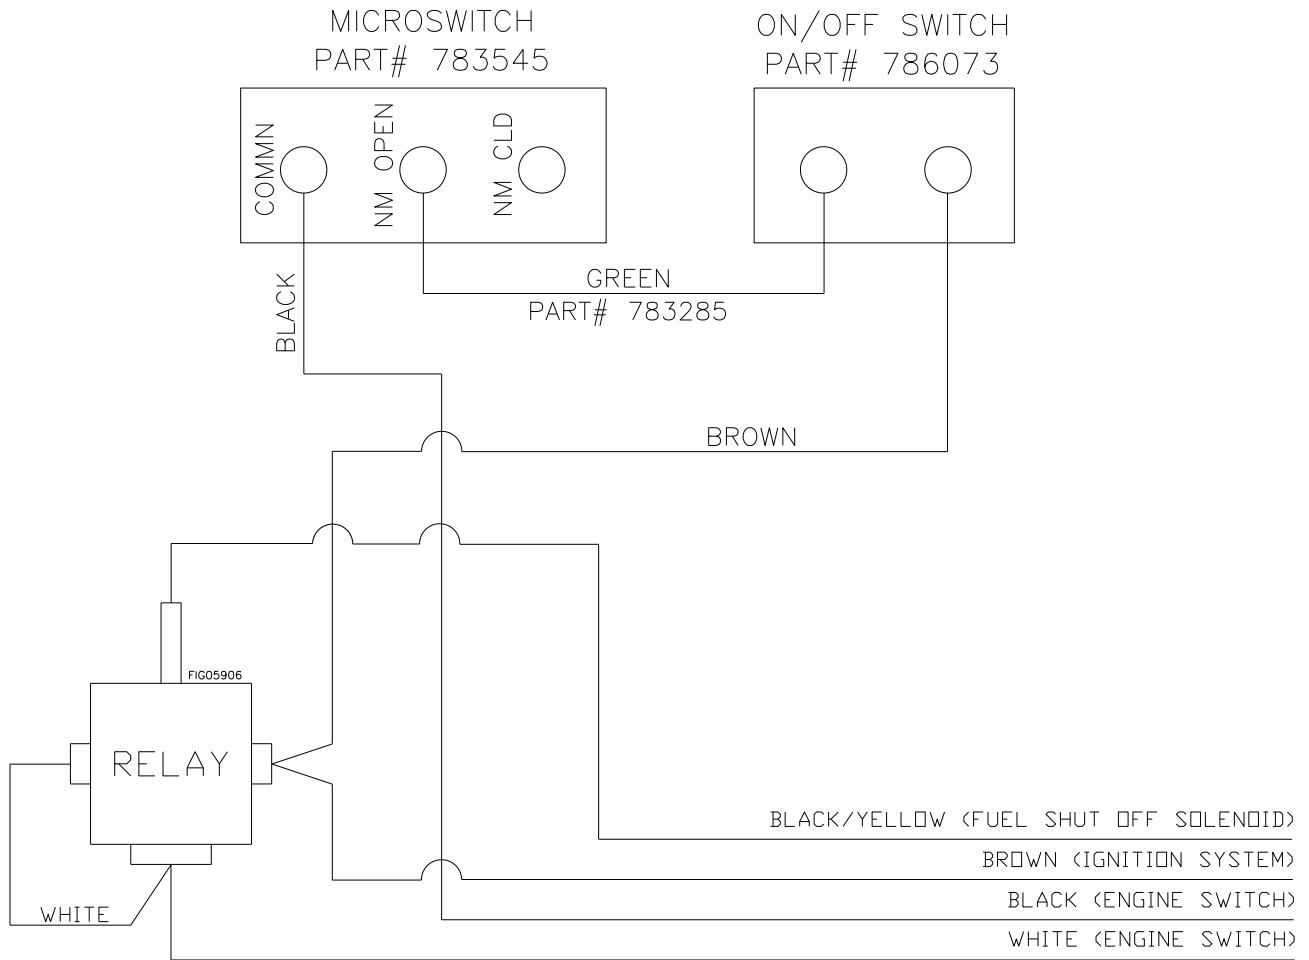 MICROSWITCH
PART# 783545
ON/OFF SWITCH
PART# 786073
COMMN
NM OPEN
NM CLD
BLACK
GREEN
PART# 783285
BROWN
FIG05906
RELAY
WHITE
BLACK/YELLOW (FUEL SHUT OFF SOLENOID)
BROWN (IGNITION SYSTEM)
BLACK (ENGINE SWITCH)
WHITE (ENGINE SWITCH)